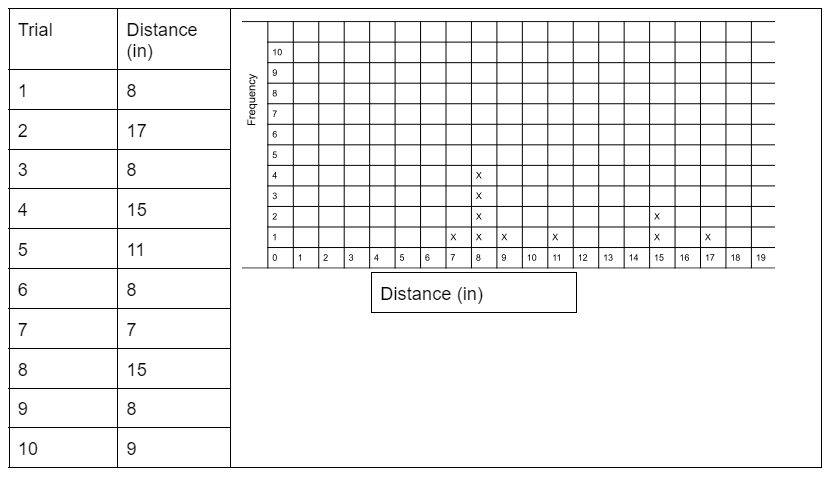 Trial Distance
(in)
1 8
2 17
3 8
4 15
5 11
6 8
7 7
8 15
9 8
10 9
Frequency
10
9
8
7
6
5
4 X
3 X
2 X X
1 X X X X X X
0 1 2 3 4 5 6 7 8 9 10 11 12 13 14 15 16 17 18 19
Distance (in)